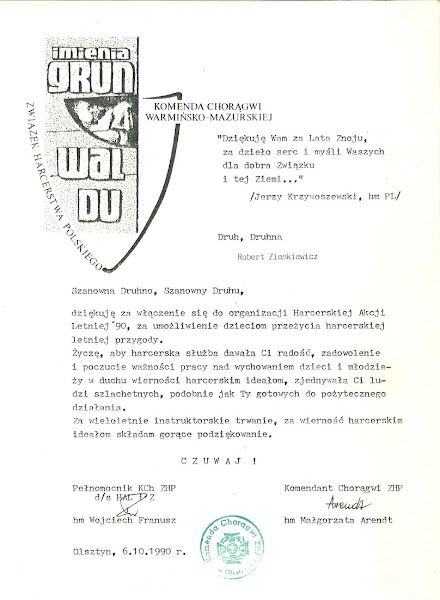 imienia
GRUN
WAL
DU
ZWIĄZEK HARCERSTWA POLSKIEGO
KOMENDA CHORĄGWI
WARMIŃSKO-MAZURSKIEJ
"Dziękuję Wam za Lata Znoju,
za dzieło serc i myśli Waszych
dla dobra Związku
i tej Ziemi..."
/Jerzy Krzywoszewski, hm PL/
Druh, Druhna
Robert Zienkiewicz
Szanowna Druhno, Szanowny Druhu,
dziękuję za włączenie się do organizacji Harcerskiej Akcji
Letniej '90, za umożliwienie dzieciom przeżycia harcerskiej
letniej przygody.
Życzę, aby harcerska służba dawała Ci radość, zadowolenie
i poczucie ważności pracy nad wychowaniem dzieci i młodzie-
ży w duchu wierności harcerskim ideałom, zjednywała Ci lu-
dzi szlachetnych, podobnie jak Ty gotowych do pożytecznego
działania.
Za wieloletnie instruktorskie trwanie, za wierność harcerskim
ideałom składam gorące podziękowanie.
C Z U W A J !
Pełnomocnik KCh ZHP
d/s HAL D Z
hm Wojciech Franusz
Komendant Chorągwi ZHP
Arendt
hm Małgorzata Arendt
Komenda Chorągwi ZHP
Olsztyn, 6.10.1990 r.